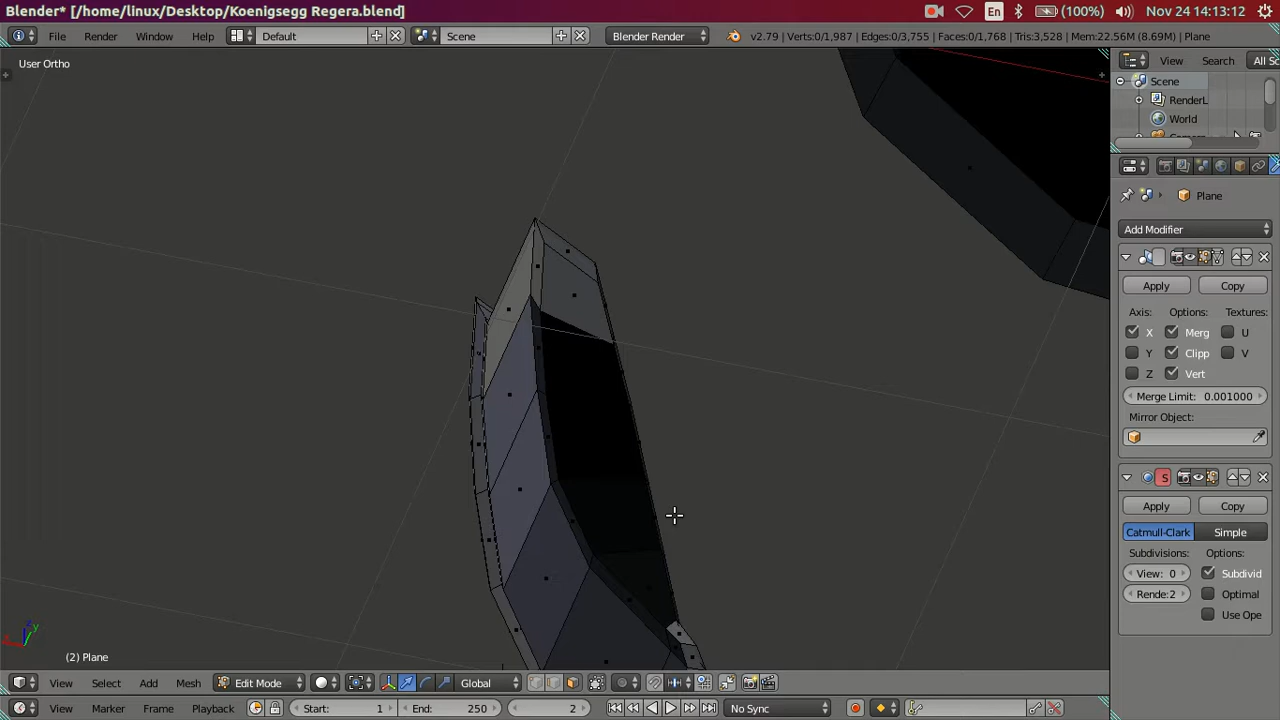 Blender* [/home/linux/Desktop/Koenigsegg Regera.blend]
En (100%) Nov 24 14:13:12
File Render Window Help Default Scene Blender Render v2.79 | Verts:0/1,987 | Edges:0/3,755 | Faces:0/1,768 | Tris:3,528 | Mem:22.56M (8.69M) | Plane
View Search All Sc
User Ortho
Scene
RenderL
World
Plane
Add Modifier
Apply Copy
Axis: Options: Textures:
X Merg U
Y Clipp V
Z Vert
Merge Limit: 0.001000
Mirror Object:
S
Apply Copy
Catmull-Clark Simple
Subdivisions: Options:
View: 0 Subdivid
Rende:2 Optimal
Use Ope
(2) Plane
View Select Add Mesh Edit Mode Global
View Marker Frame Playback Start: 1 End: 250 2 No Sync